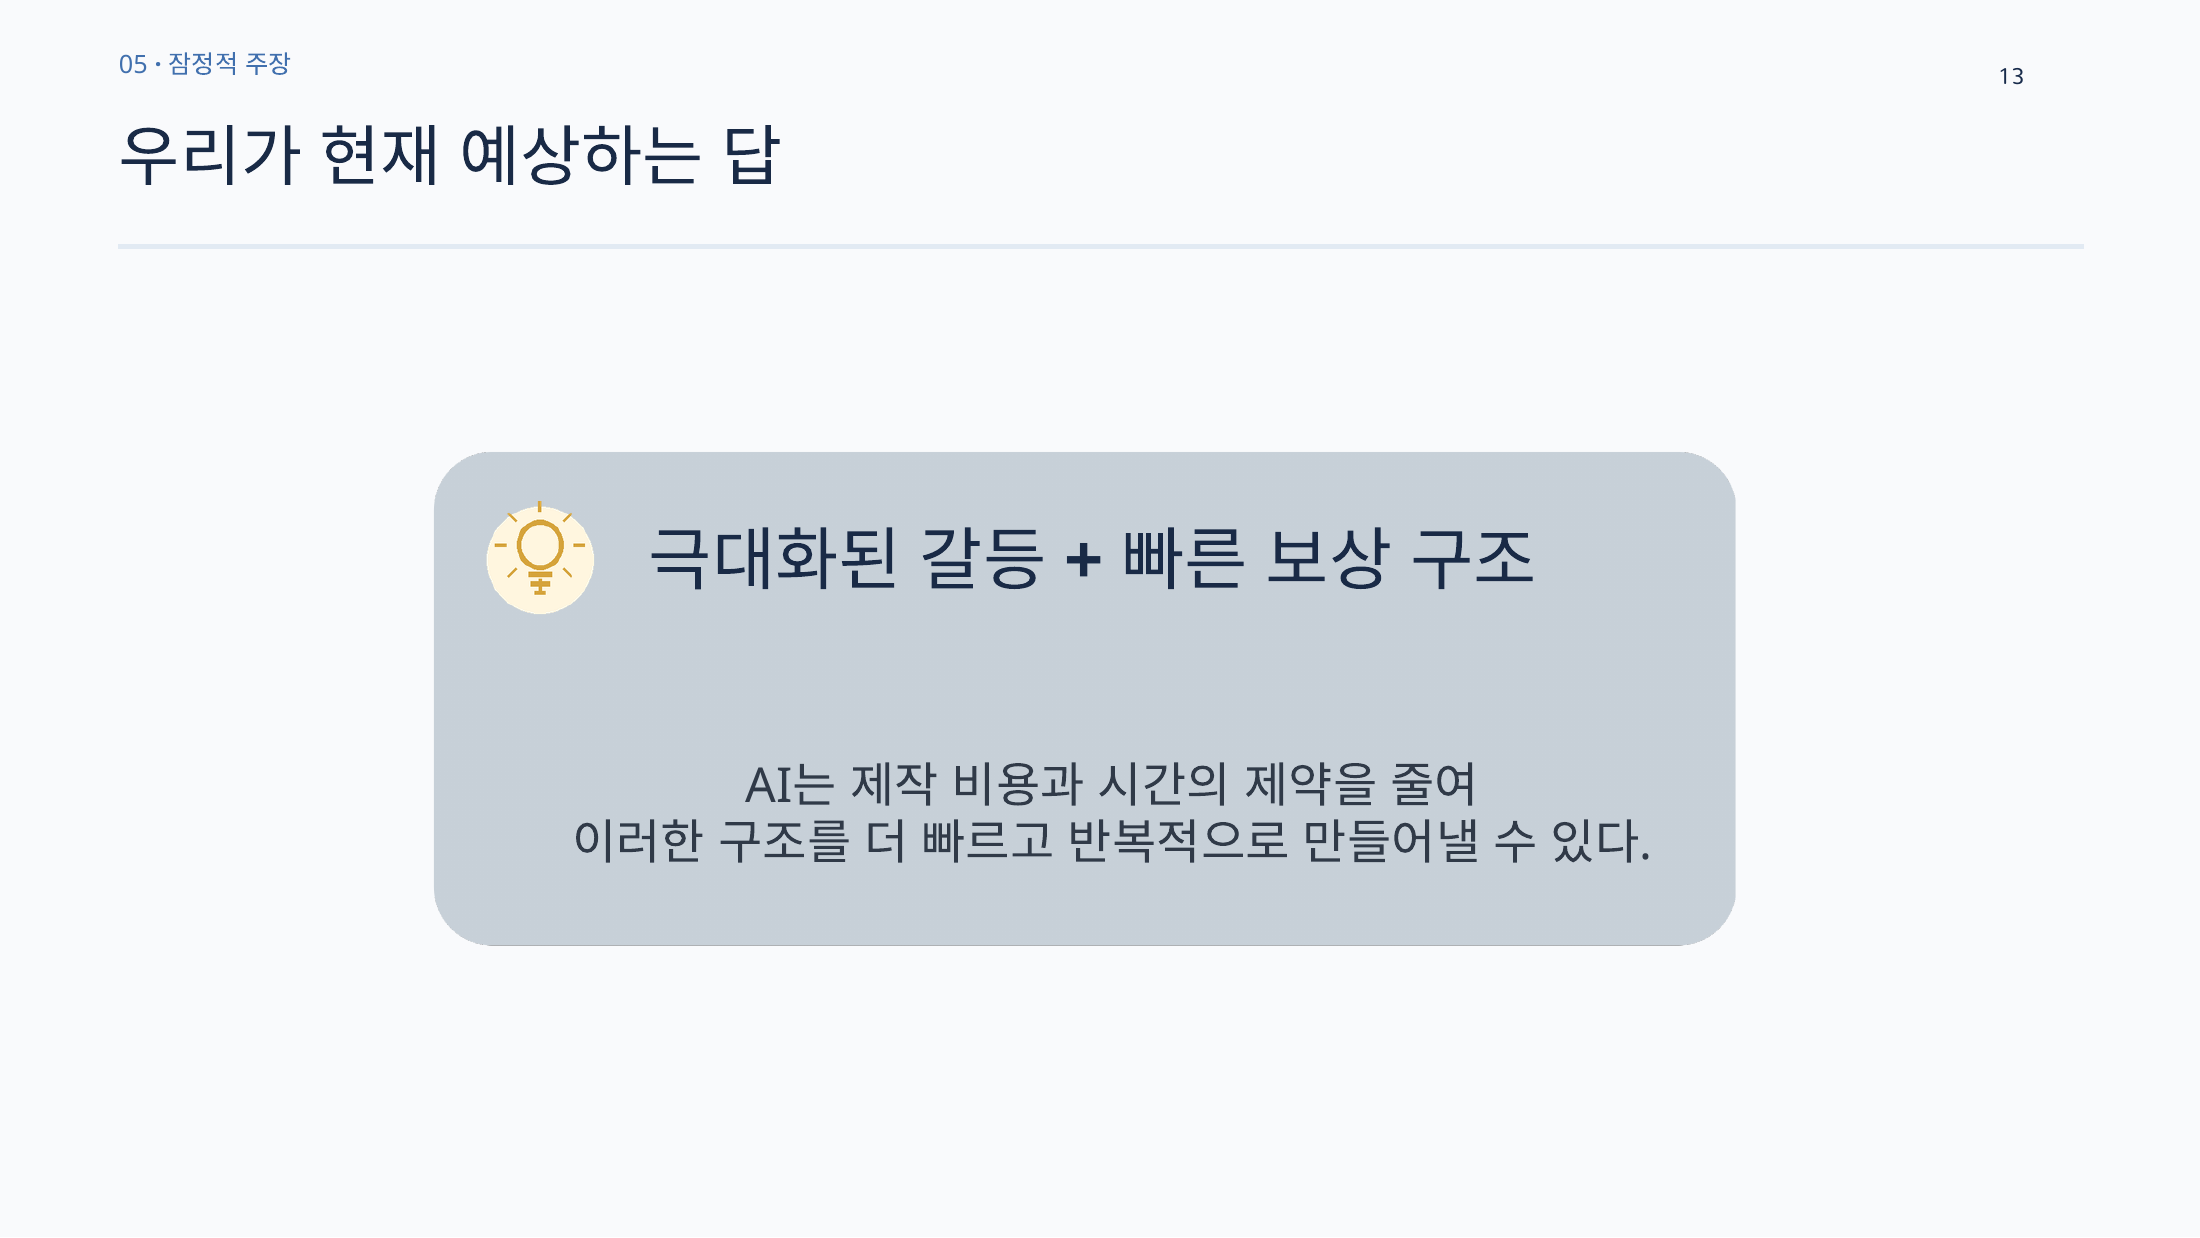 05 · 잠정적 주장
13
우리가 현재 예상하는 답
극대화된 갈등 + 빠른 보상 구조
AI는 제작 비용과 시간의 제약을 줄여
이러한 구조를 더 빠르고 반복적으로 만들어낼 수 있다.